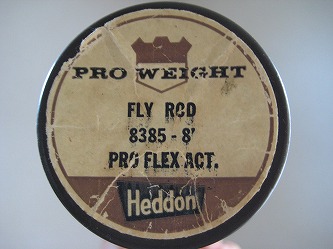 PRO WEIGHT
FLY ROD
8385 - 8'
PRO FLEX ACT.
Heddon